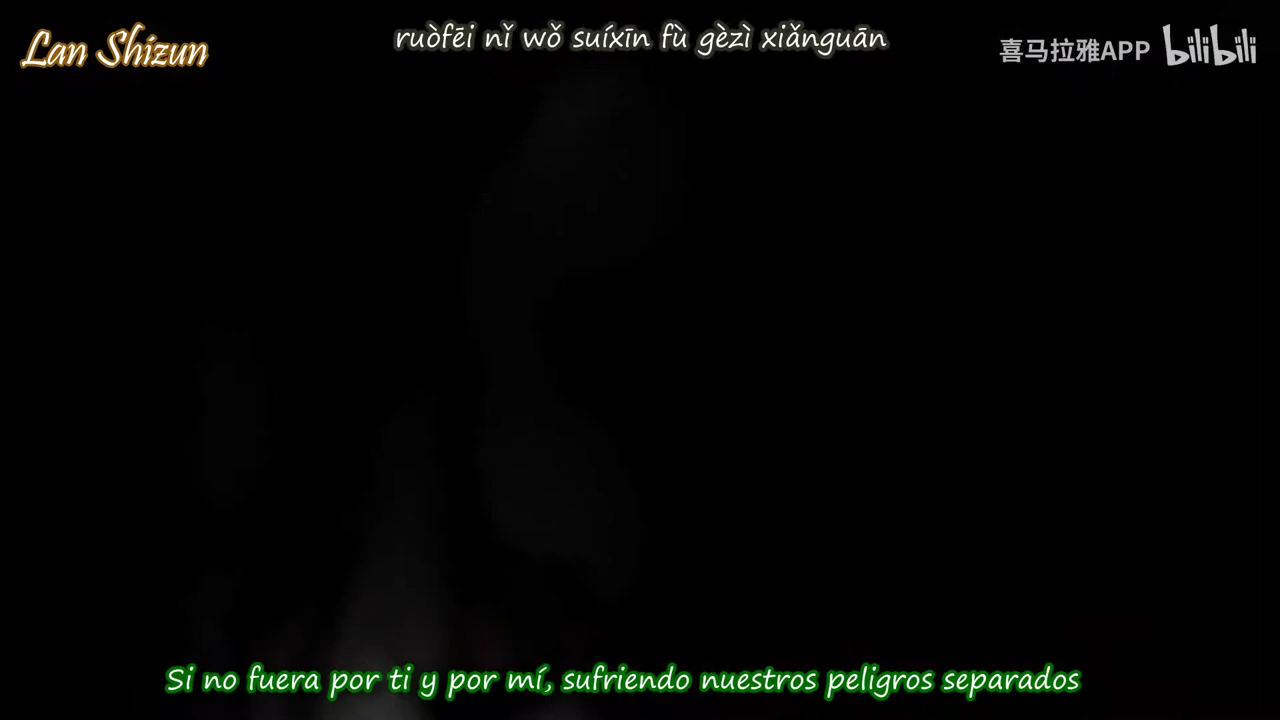 Lan Shizun
ruòfēi nǐ wǒ suíxīn fù gèzì xiǎnguān
喜马拉雅APP bilibili
Si no fuera por ti y por mí, sufriendo nuestros peligros separados